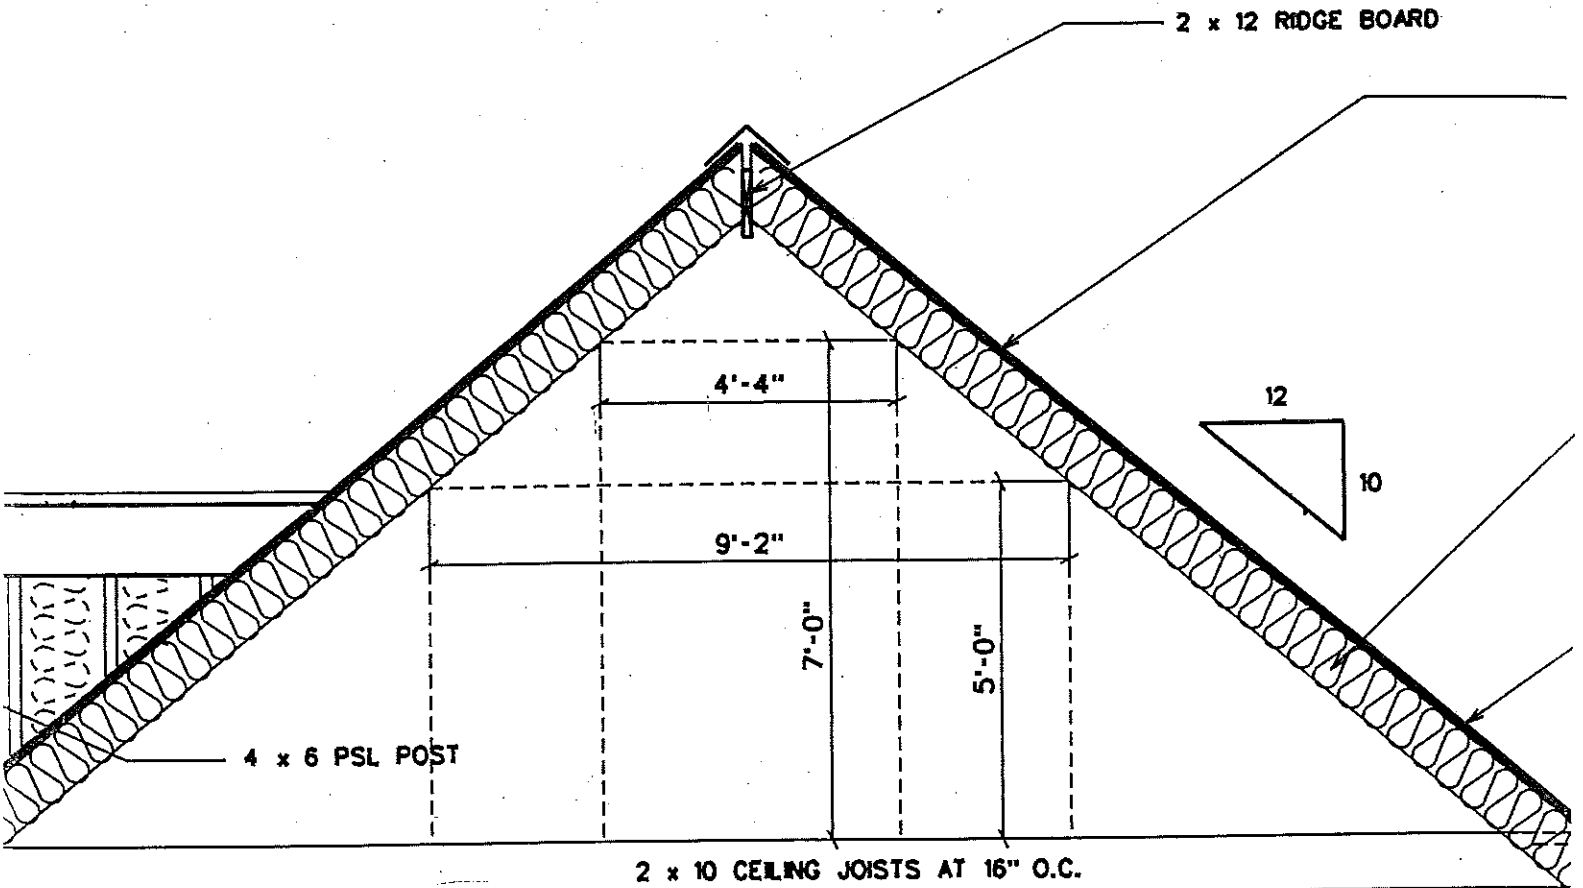 2 x 12 RIDGE BOARD
4'-4"
12
10
9'-2"
7'-0"
5'-0"
4 x 6 PSL POST
2 x 10 CEILING JOISTS AT 16" O.C.